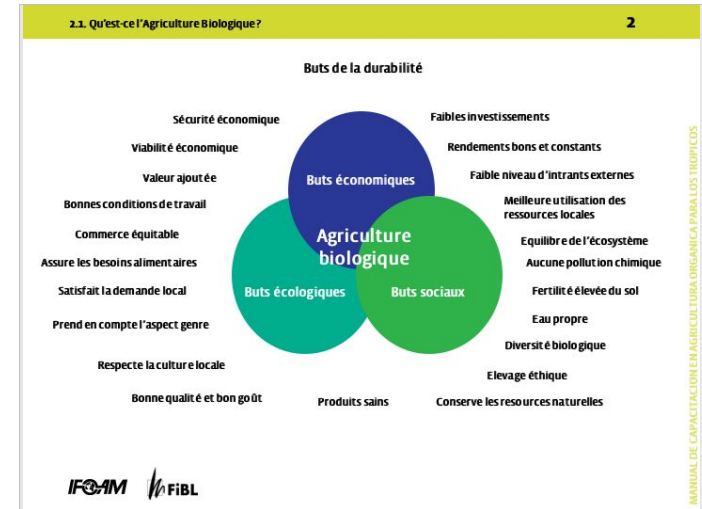 2.1. Qu'est-ce l'Agriculture Biologique?
2
Buts de la durabilité
Sécurité économique
Viabilité économique
Valeur ajoutée
Bonnes conditions de travail
Commerce équitable
Assure les besoins alimentaires
Satisfait la demande local
Prend en compte l'aspect genre
Respecte la culture locale
Bonne qualité et bon goût
Produits sains
Buts économiques
Agriculture
biologique
Buts écologiques
Buts sociaux
Faibles investissements
Rendements bons et constants
Faible niveau d'intrants externes
Meilleure utilisation des
ressources locales
Equilibre de l'écosystème
Aucune pollution chimique
Fertilité élevée du sol
Eau propre
Diversité biologique
Elevage éthique
Conserve les resources naturelles
MANUAL DE CAPACITACION EN AGRICULTURA ORGANICA PARA LOS TROPICOS
IFOAM
FiBL